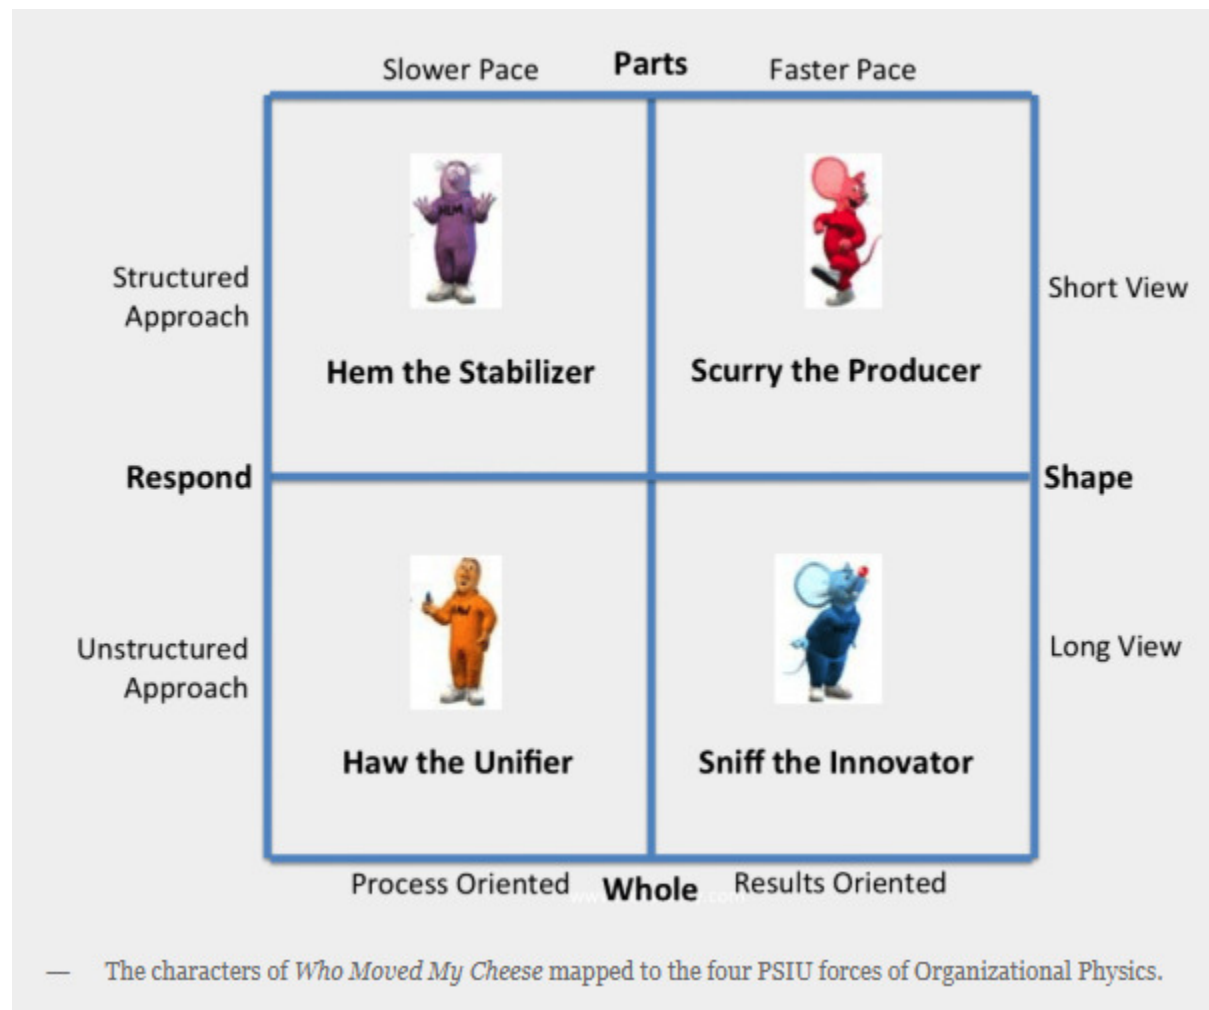 Slower Pace Parts Faster Pace
HEM
Structured
Approach
Short View
Hem the Stabilizer Scurry the Producer
Respond Shape
Unstructured
Approach
Long View
Haw the Unifier Sniff the Innovator
Process Oriented Whole Results Oriented
— The characters of Who Moved My Cheese mapped to the four PSIU forces of Organizational Physics.